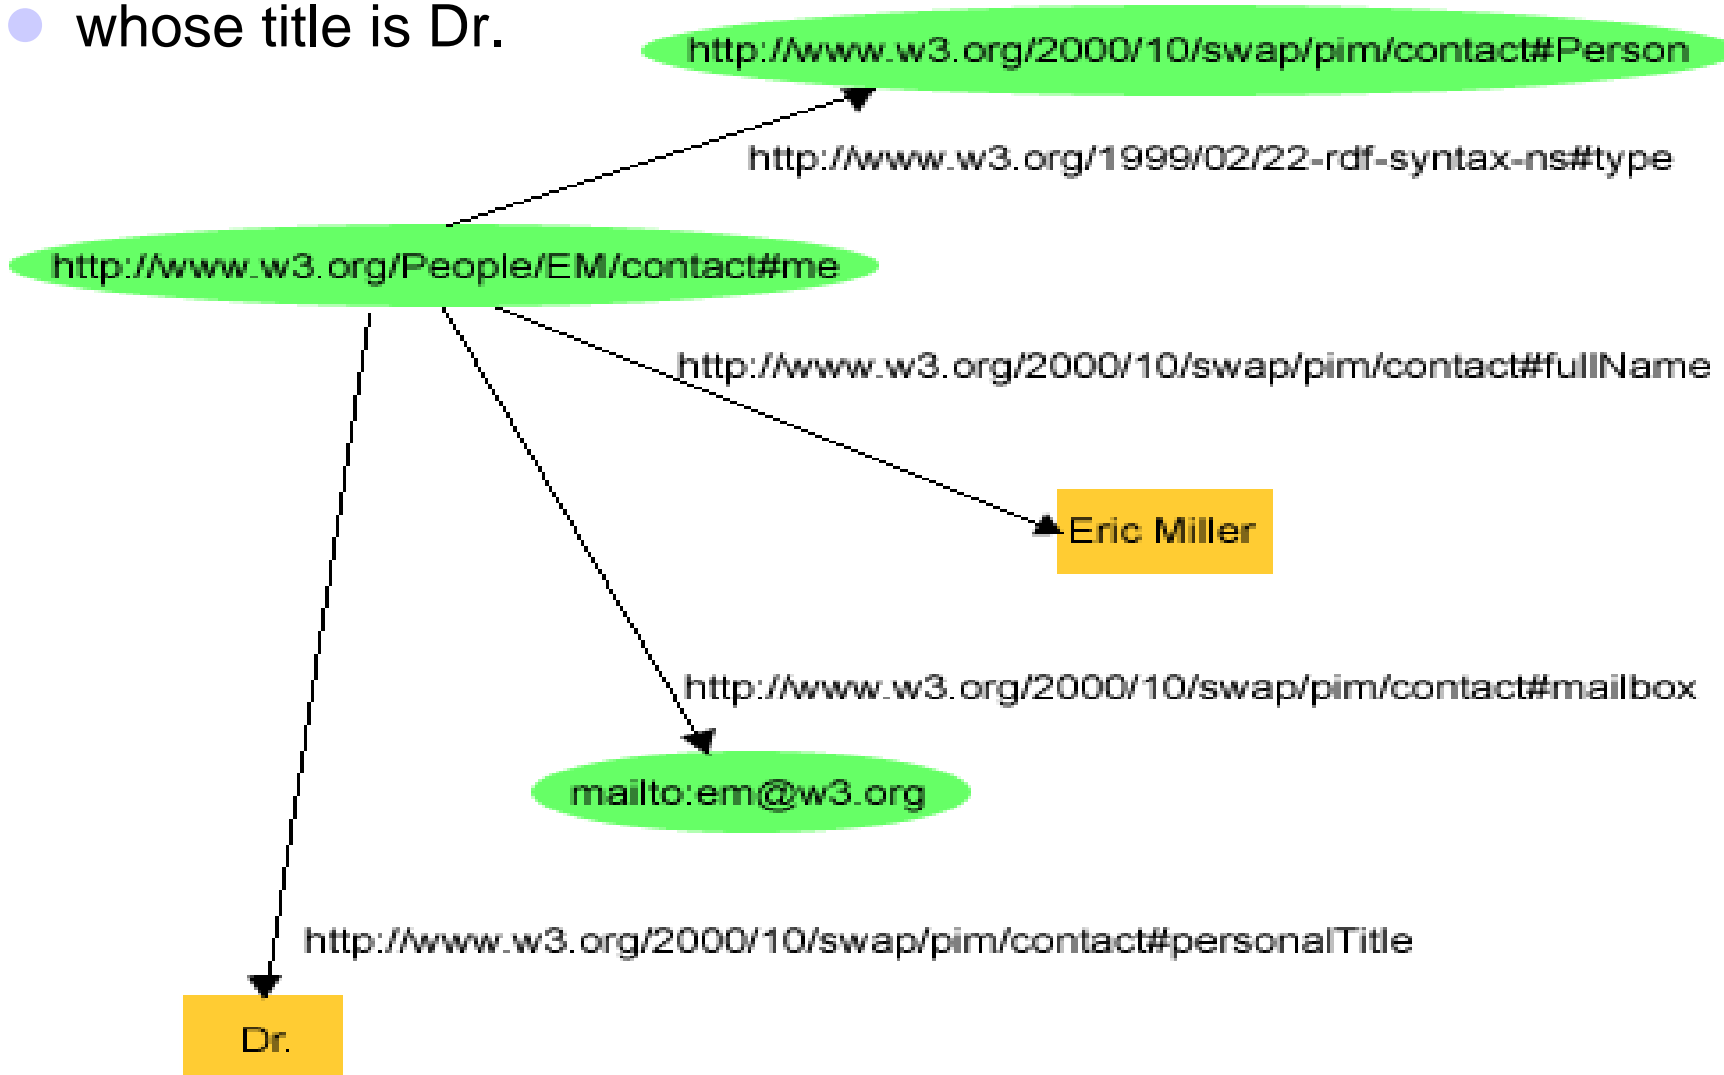 whose title is Dr.
http://www.w3.org/2000/10/swap/pim/contact#Person
http://www.w3.org/1999/02/22-rdf-syntax-ns#type
http://www.w3.org/People/EM/contact#me
http://www.w3.org/2000/10/swap/pim/contact#fullName
Eric Miller
http://www.w3.org/2000/10/swap/pim/contact#mailbox
mailto:em@w3.org
http://www.w3.org/2000/10/swap/pim/contact#personalTitle
Dr.